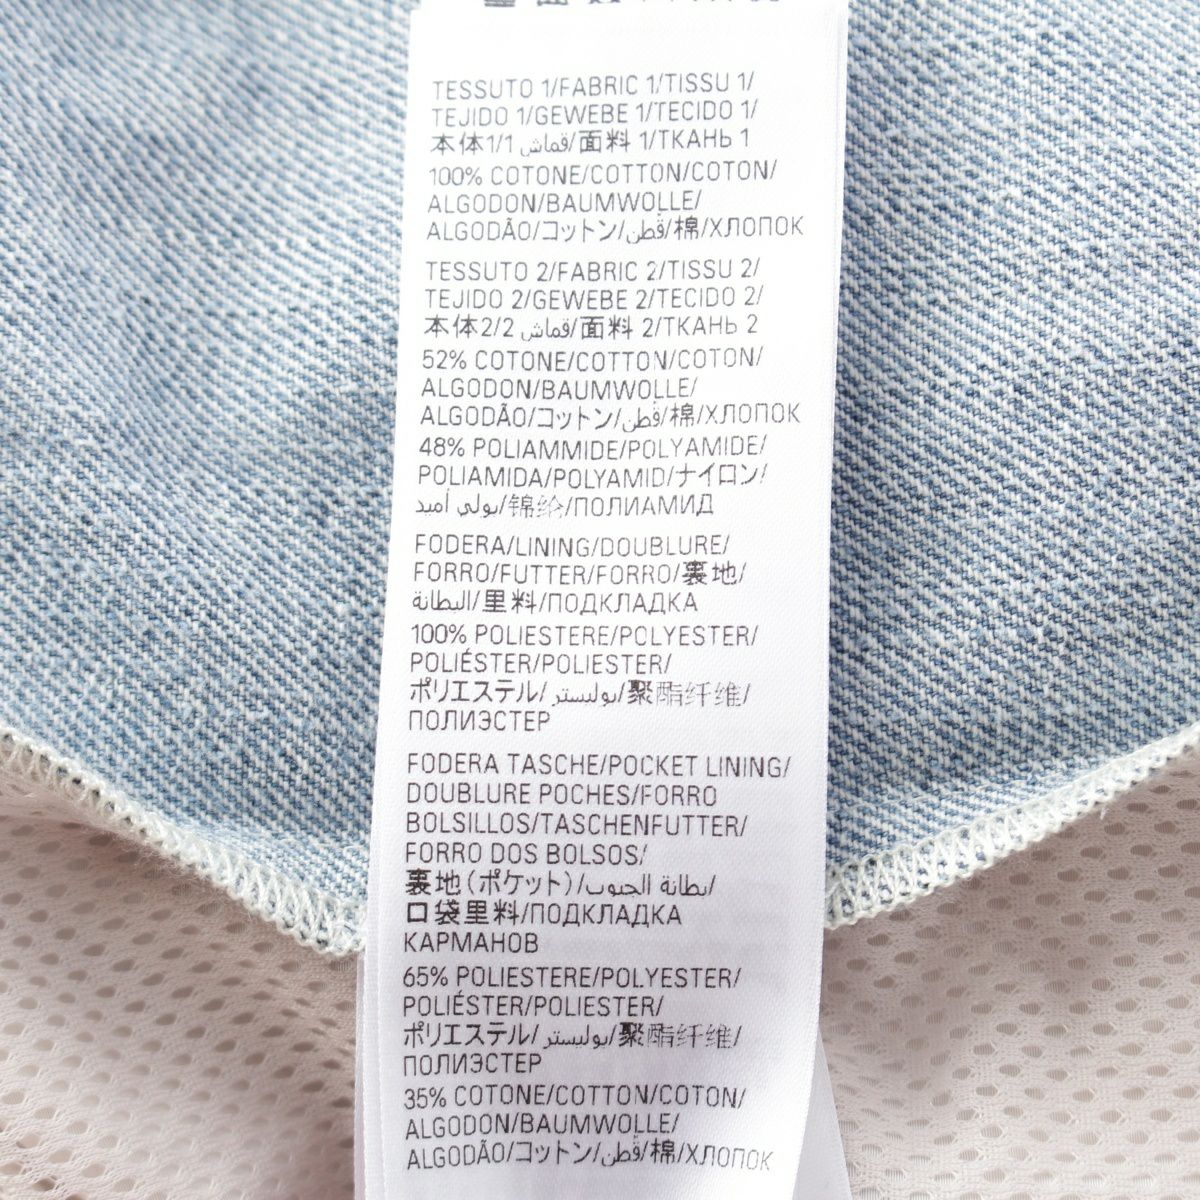 TESSUTO 1/FABRIC 1/TISSU 1/
TEJIDO 1/GEWEBE 1/TECIDO 1/
本体1/1 قماش/面料 1/ТКАНЬ 1
100% COTONE/COTTON/COTON/
ALGODON/BAUMWOLLE/
ALGODÃO/コットン/قطن/棉/ХЛОПОК
TESSUTO 2/FABRIC 2/TISSU 2/
TEJIDO 2/GEWEBE 2/TECIDO 2/
本体2/2 قماش/面料 2/ТКАНЬ 2
52% COTONE/COTTON/COTON/
ALGODON/BAUMWOLLE/
ALGODÃO/コットン/قطن/棉/ХЛОПОК
48% POLIAMMIDE/POLYAMIDE/
POLIAMIDA/POLYAMID/ナイロン/
بولي أميد/锦纶/ПОЛИАМИД
FODERA/LINING/DOUBLURE/
FORRO/FUTTER/FORRO/裏地/
البطانة/里料/ПОДКЛАДКА
100% POLIESTERE/POLYESTER/
POLIÉSTER/POLIESTER/
ポリエステル/بوليستر/聚酯纤维/
ПОЛИЭСТЕР
FODERA TASCHE/POCKET LINING/
DOUBLURE POCHES/FORRO
BOLSILLOS/TASCHENFUTTER/
FORRO DOS BOLSOS/
裏地(ポケット)/بطانة الجيوب/
口袋里料/ПОДКЛАДКА
КАРМАНОВ
65% POLIESTERE/POLYESTER/
POLIÉSTER/POLIESTER/
ポリエステル/بوليستر/聚酯纤维/
ПОЛИЭСТЕР
35% COTONE/COTTON/COTON/
ALGODON/BAUMWOLLE/
ALGODÃO/コットン/قطن/棉/ХЛОПОК